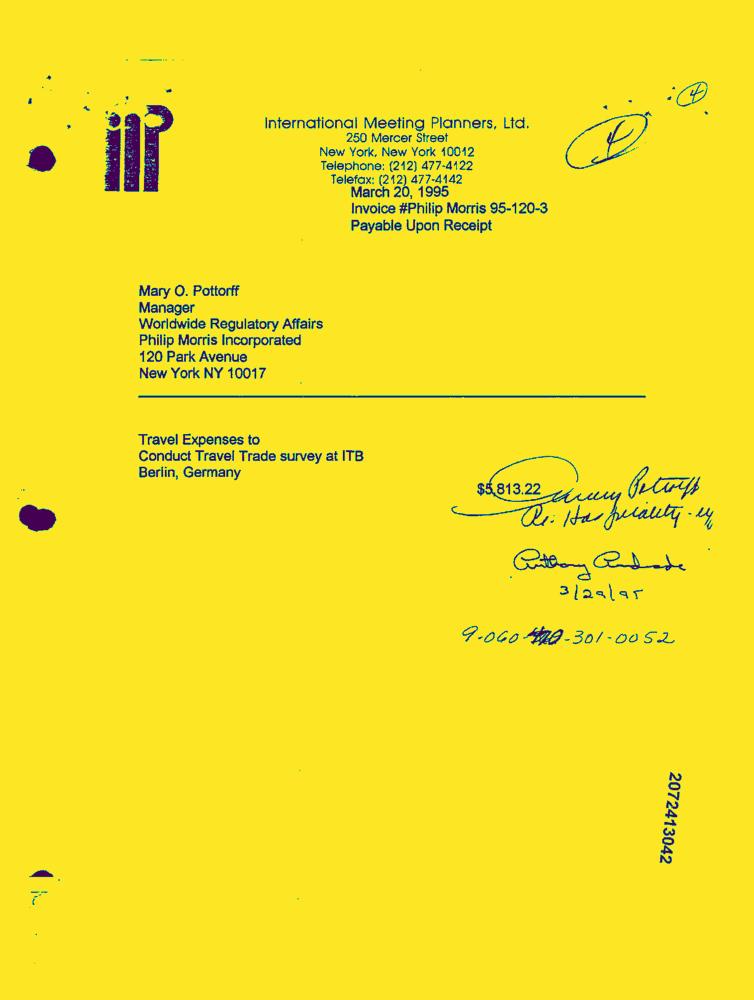 4
International Meeting Planners, Ltd.
250 Mercer Street
New York, New York 10012
Telephone: (212) 477-4122
Telefax: (212) 477-4142
4
March 20, 1995
Invoice #Philip Morris 95-120-3
Payable Upon Receipt
Mary O. Pottorff
Manager
Worldwide Regulatory Affairs
Philip Morris Incorporated
120 Park Avenue
New York NY 10017
Travel Expenses to
Conduct Travel Trade survey at ITB
Berlin, Germany
$5,813.22 Mary Pottorff
Re: Hospitality -
Anthony Andrade
3/29/95
9-060- -301-0052
2072413042